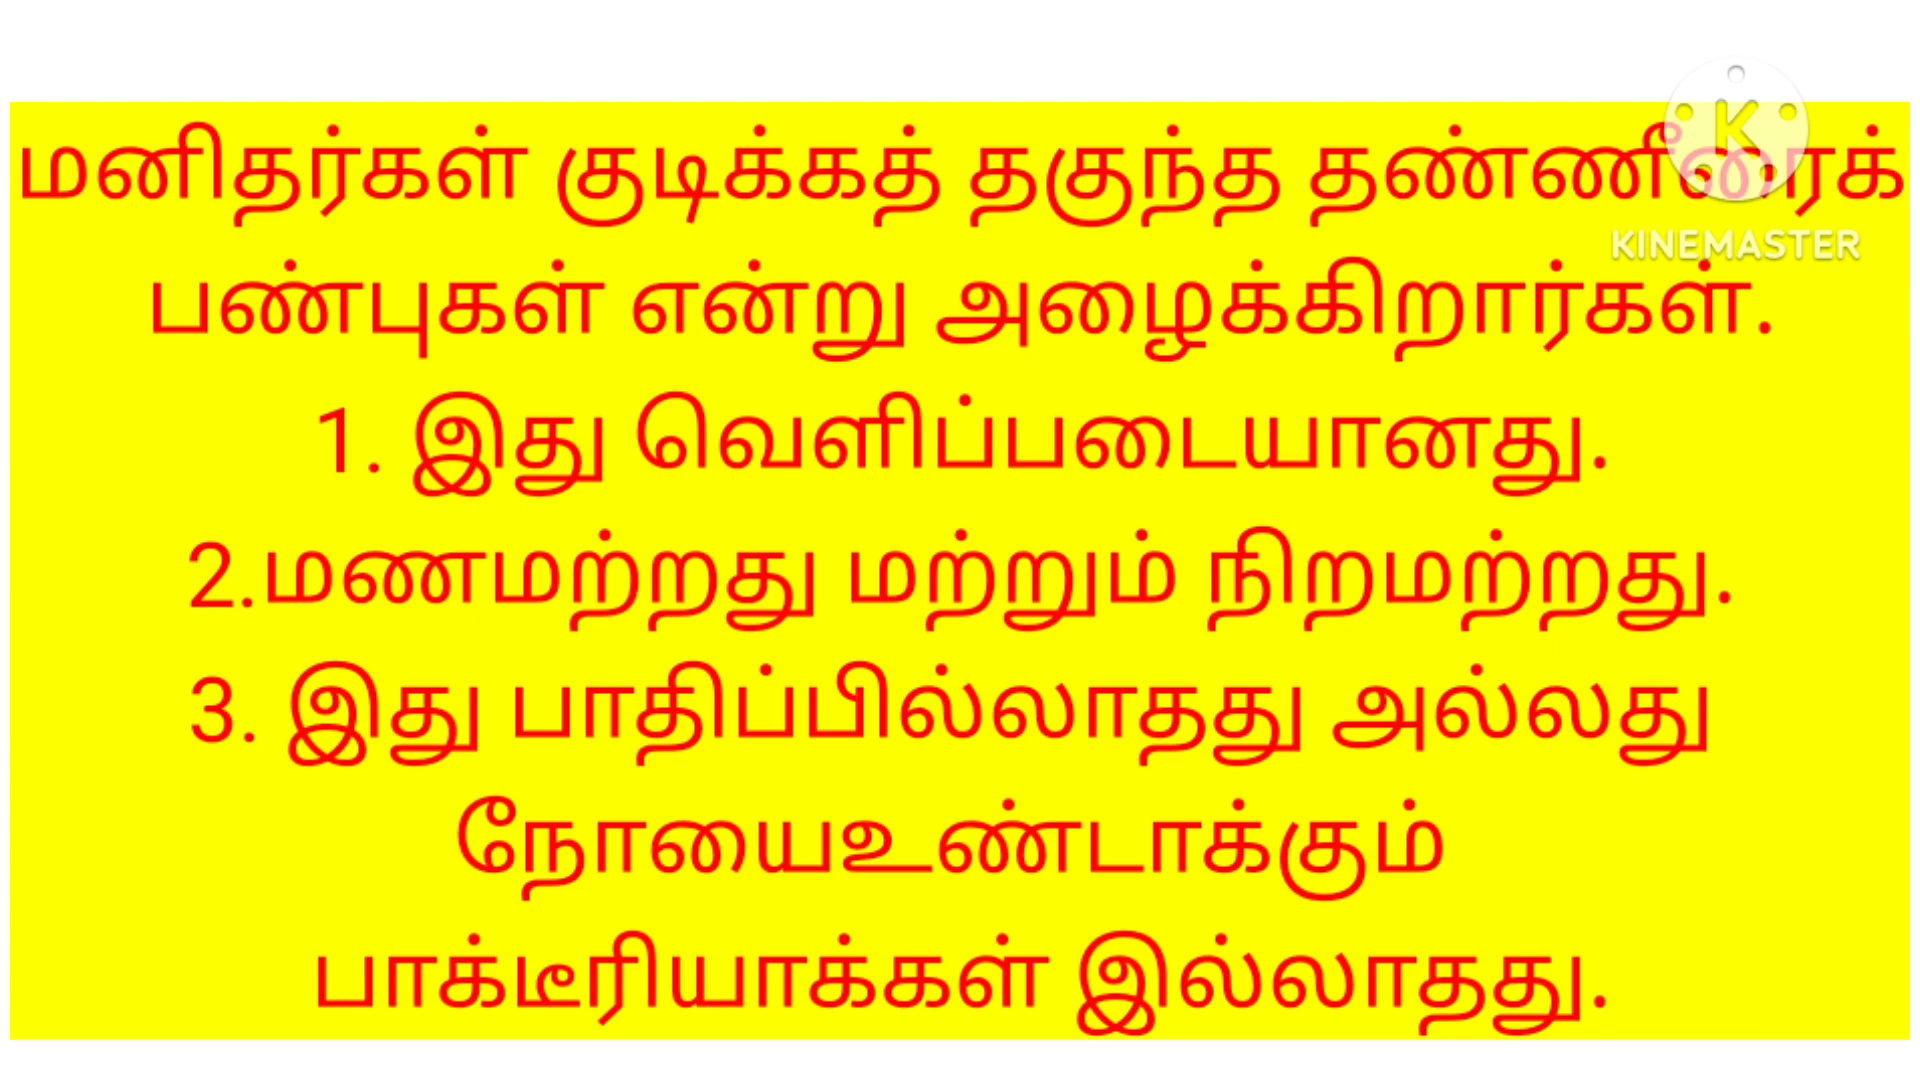 மனிதர்கள் குடிக்கத் தகுந்த தண்ணீரைக்
பண்புகள் என்று அழைக்கிறார்கள்.
1. இது வெளிப்படையானது.
2.மணமற்றது மற்றும் நிறமற்றது.
3. இது பாதிப்பில்லாதது அல்லது
நோயைஉண்டாக்கும்
பாக்டீரியாக்கள் இல்லாதது.
K
KINEMASTER